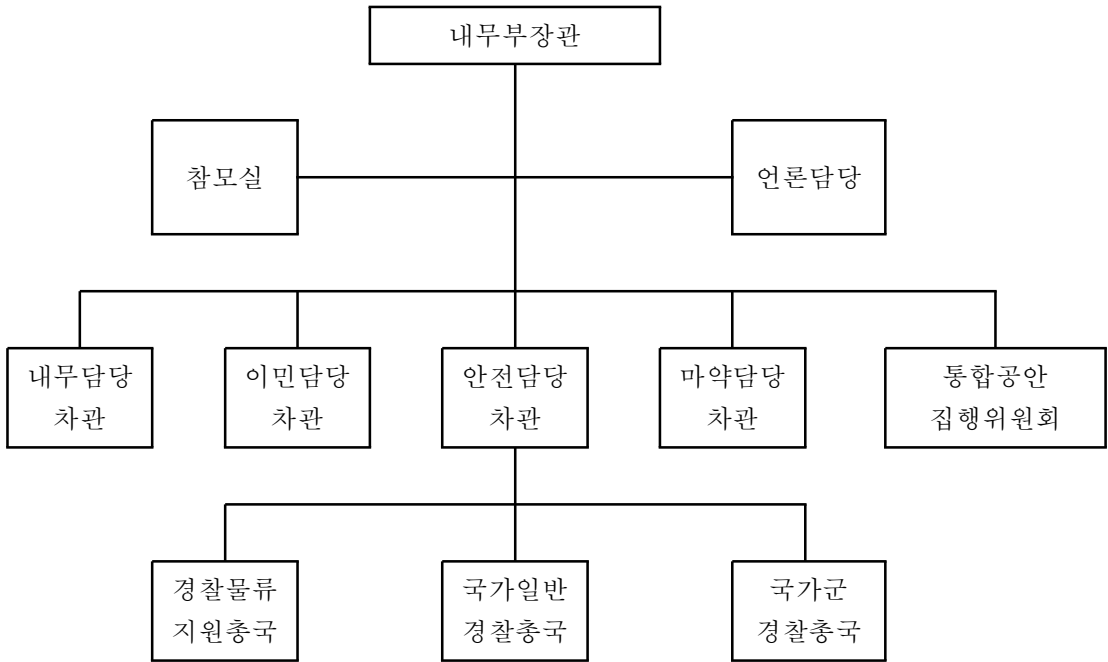 내무부장관
참모실
언론담당
내무담당
차관
이민담당
차관
안전담당
차관
마약담당
차관
통합공안
집행위원회
경찰물류
지원총국
국가일반
경찰총국
국가군
경찰총국